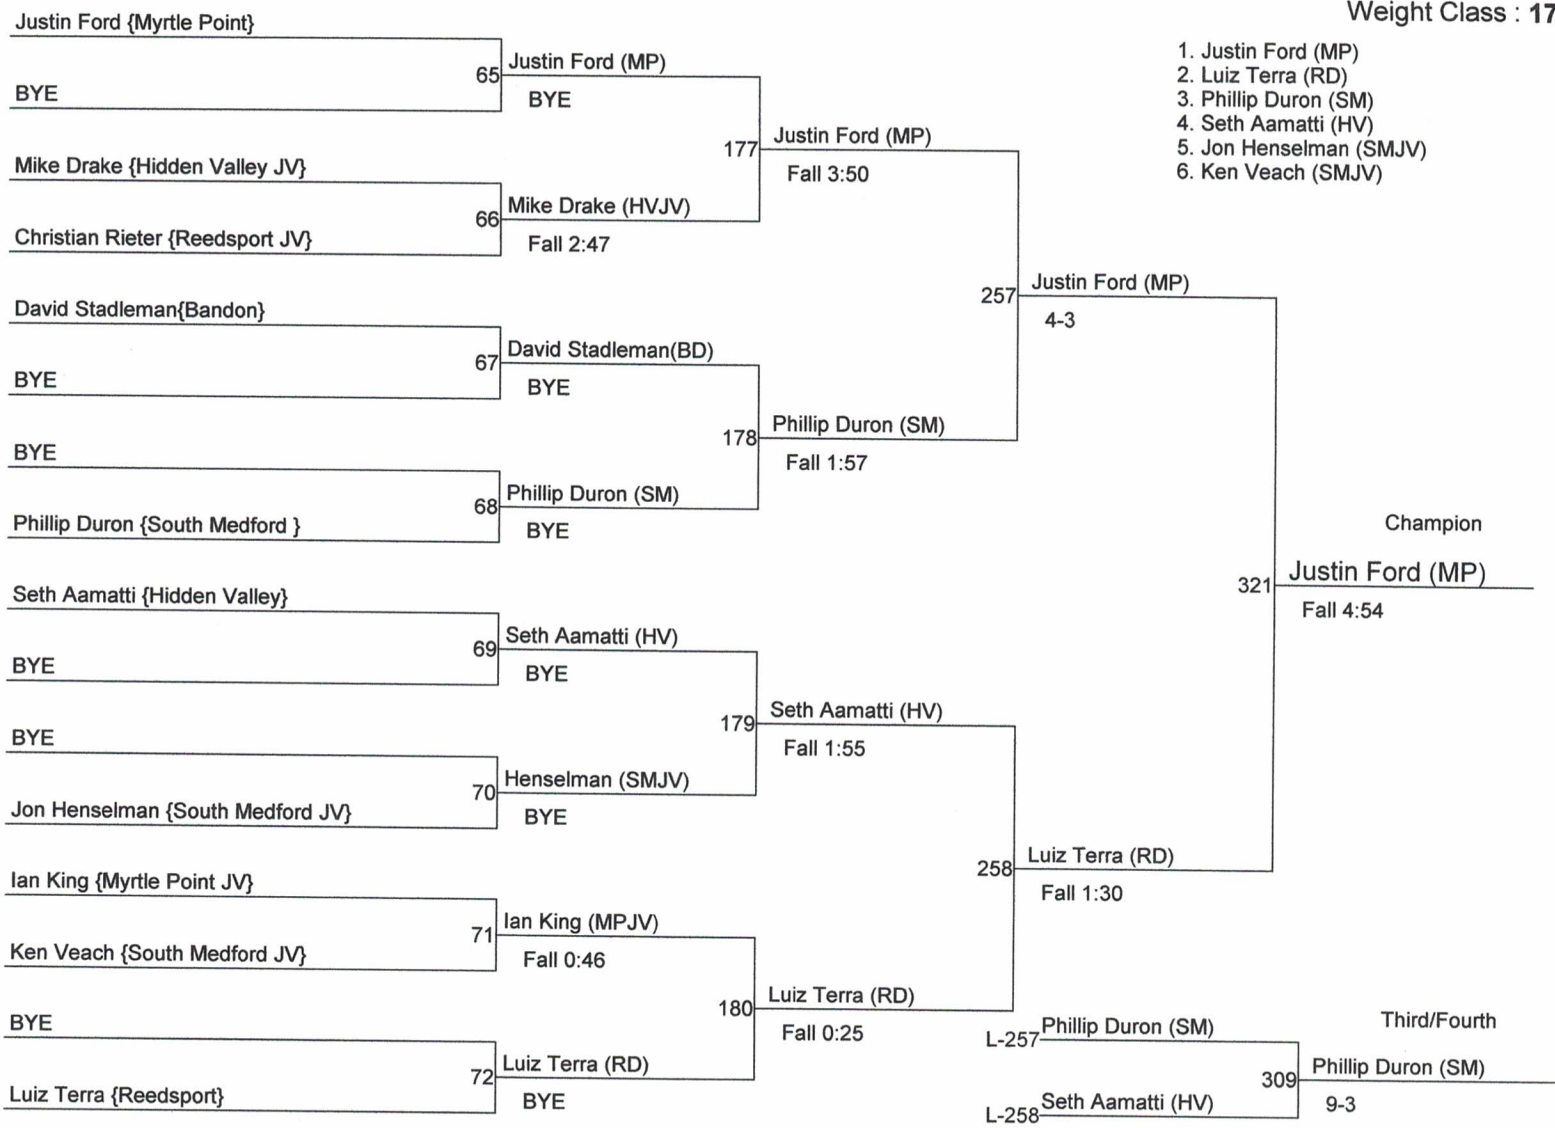 Weight Class : 17
1. Justin Ford (MP)
2. Luiz Terra (RD)
3. Phillip Duron (SM)
4. Seth Aamatti (HV)
5. Jon Henselman (SMJV)
6. Ken Veach (SMJV)
Justin Ford {Myrtle Point}
65
Justin Ford (MP)
BYE
BYE
177
Justin Ford (MP)
Fall 3:50
Mike Drake {Hidden Valley JV}
66
Mike Drake (HVJV)
Fall 2:47
Christian Rieter {Reedsport JV}
257
Justin Ford (MP)
4-3
David Stadleman{Bandon}
67
David Stadleman(BD)
BYE
BYE
178
Phillip Duron (SM)
Fall 1:57
BYE
68
Phillip Duron (SM)
BYE
Phillip Duron {South Medford }
Champion
321
Justin Ford (MP)
Fall 4:54
Seth Aamatti {Hidden Valley}
69
Seth Aamatti (HV)
BYE
BYE
179
Seth Aamatti (HV)
Fall 1:55
BYE
70
Henselman (SMJV)
BYE
Jon Henselman {South Medford JV}
258
Luiz Terra (RD)
Fall 1:30
Ian King {Myrtle Point JV}
71
Ian King (MPJV)
Fall 0:46
Ken Veach {South Medford JV}
180
Luiz Terra (RD)
Fall 0:25
BYE
72
Luiz Terra (RD)
BYE
Luiz Terra {Reedsport}
Third/Fourth
L-257
Phillip Duron (SM)
309
Phillip Duron (SM)
9-3
L-258
Seth Aamatti (HV)